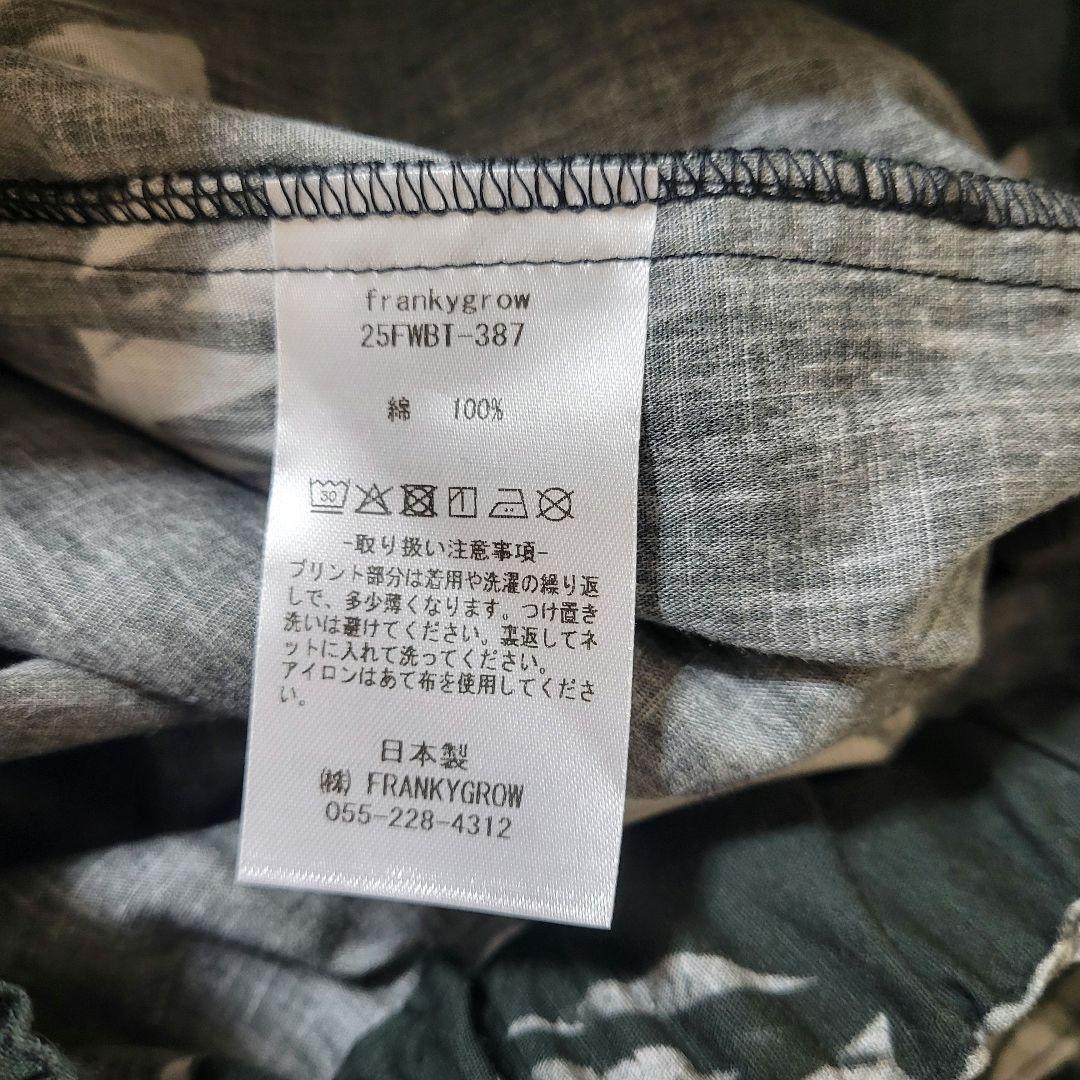 frankygrow
25FWBT-387
綿 100%
30
-取り扱い注意事項-
プリント部分は着用や洗濯の繰り返
しで、多少薄くなります。つけ置き
洗いは避けてください。裏返してネ
ットに入れて洗ってください。
アイロンはあて布を使用してくださ
い。
日本製
㈱ FRANKYGROW
055-228-4312